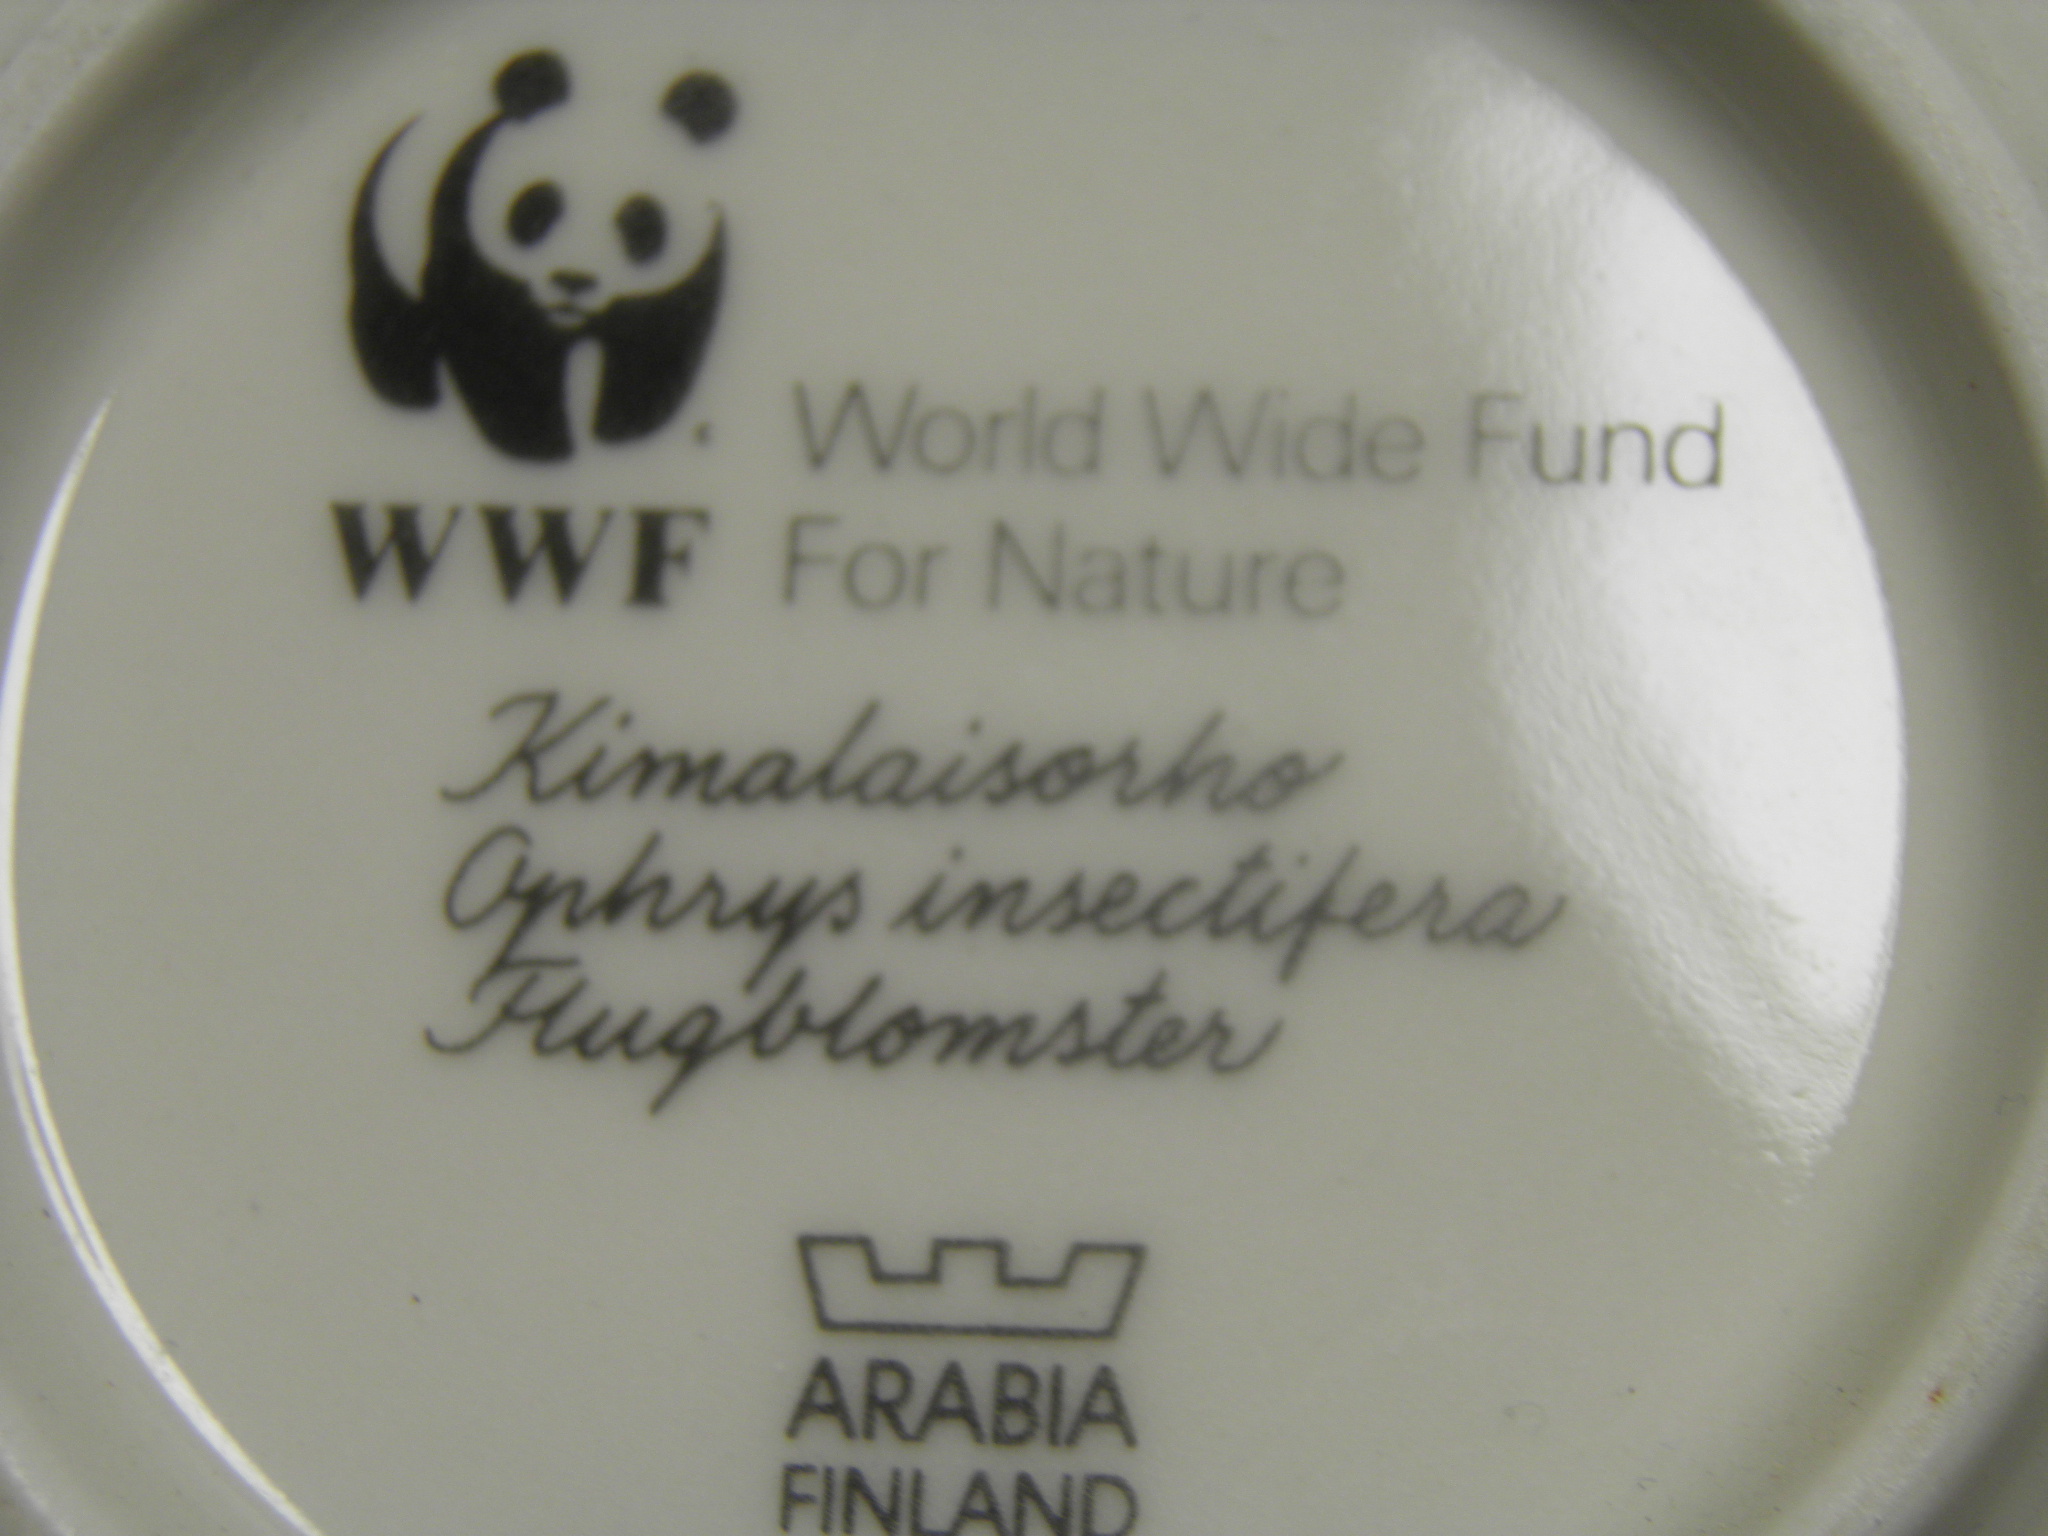 World Wide Fund
WWF For Nature
Kimalaisorho
Ophrys insectifera
Flugblomster
ARABIA
FINLAND